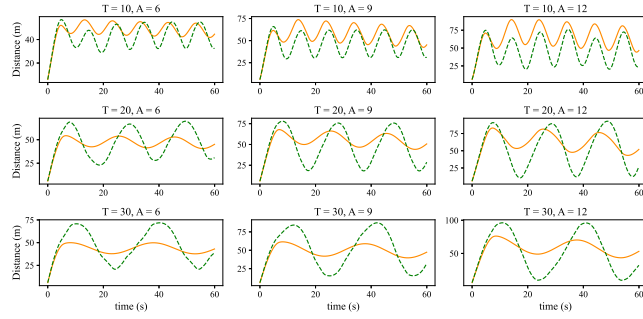 T = 10, A = 6
T = 10, A = 9
T = 10, A = 12
Distance (m)
40
20
75
50
25
75
50
25
0 20 40 60
0 20 40 60
0 20 40 60
T = 20, A = 6
T = 20, A = 9
T = 20, A = 12
Distance (m)
50
25
75
50
25
75
50
25
0 20 40 60
0 20 40 60
0 20 40 60
T = 30, A = 6
T = 30, A = 9
T = 30, A = 12
Distance (m)
75
50
25
75
50
25
100
50
0 20 40 60
0 20 40 60
0 20 40 60
time (s)
time (s)
time (s)